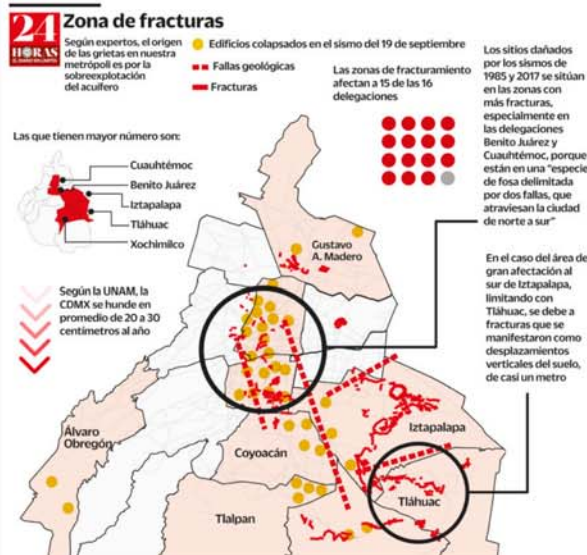 24
HORAS
EL DIARIO SIN LÍMITES
Zona de fracturas
Según expertos, el origen
de las grietas en nuestra
metrópoli es por la
sobreexplotación
del acuífero
Edificios colapsados en el sismo del 19 de septiembre
Fallas geológicas
Fracturas
Las zonas de fracturamiento
afectan a 15 de las 16
delegaciones
Los sitios dañados
por los sismos de
1985 y 2017 se sitúan
en las zonas con
más fracturas,
especialmente en
las delegaciones
Benito Juárez y
Cuauhtémoc, porque
están en una "especie
de fosa delimitada
por dos fallas, que
atraviesan la ciudad
de norte a sur"
Las que tienen mayor número son:
Cuauhtémoc
Benito Juárez
Iztapalapa
Tláhuac
Xochimilco
Según la UNAM, la
CDMX se hunde en
promedio de 20 a 30
centímetros al año
En el caso del área de
gran afectación al
sur de Iztapalapa,
limitando con
Tláhuac, se debe a
fracturas que se
manifestaron como
desplazamientos
verticales del suelo,
de casi un metro
Gustavo
A. Madero
Álvaro
Obregón
Coyoacán
Iztapalapa
Tlalpan
Tláhuac